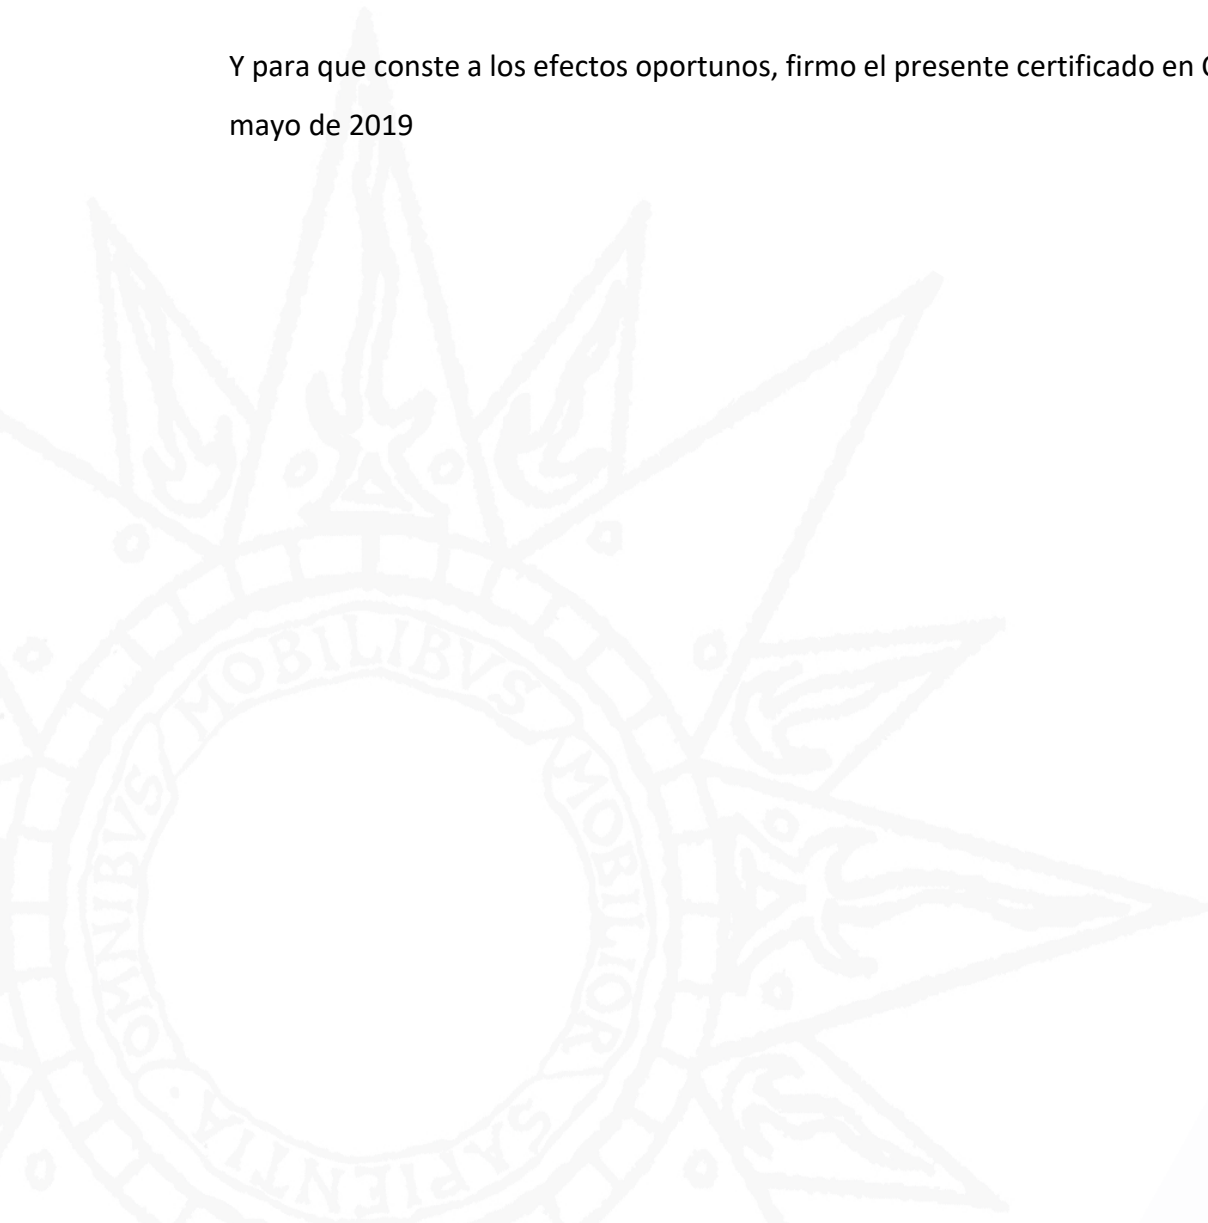 Y para que conste a los efectos oportunos, firmo el presente certificado en
mayo de 2019
OMNIBVS MOBILIBVS MOBILIOR SAPIENTIA